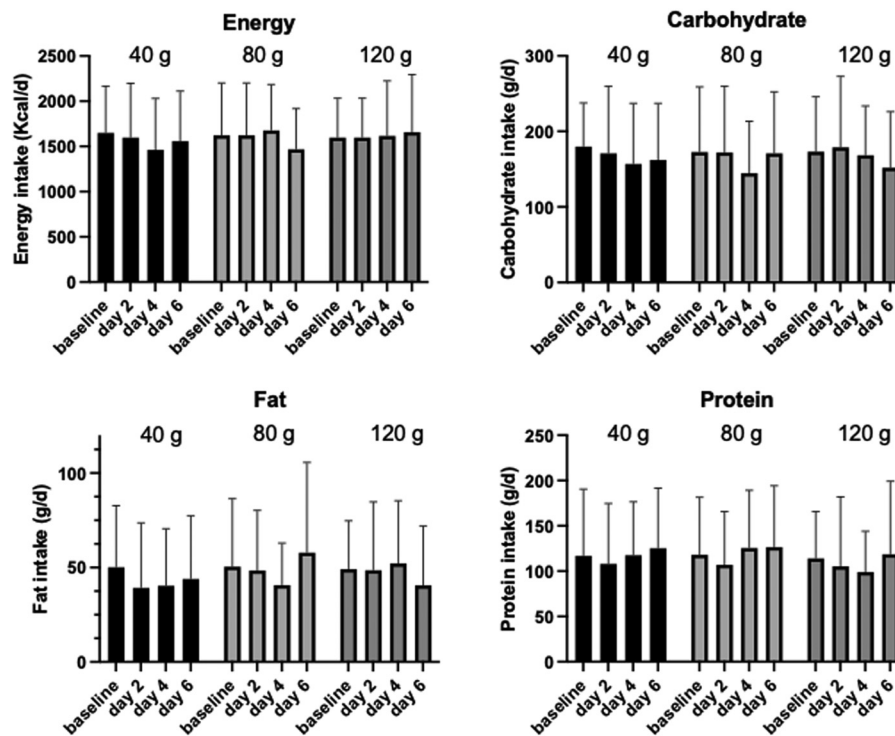 Energy
40 g 80 g 120 g
Energy intake (Kcal/d)
2500
2000
1500
1000
500
0
baseline day 2 day 4 day 6 baseline day 2 day 4 day 6 baseline day 2 day 4 day 6
Carbohydrate
40 g 80 g 120 g
Carbohydrate intake (g/d)
300
200
100
0
baseline day 2 day 4 day 6 baseline day 2 day 4 day 6 baseline day 2 day 4 day 6
Fat
40 g 80 g 120 g
Fat intake (g/d)
100
50
0
baseline day 2 day 4 day 6 baseline day 2 day 4 day 6 baseline day 2 day 4 day 6
Protein
40 g 80 g 120 g
Protein intake (g/d)
250
200
150
100
50
0
baseline day 2 day 4 day 6 baseline day 2 day 4 day 6 baseline day 2 day 4 day 6